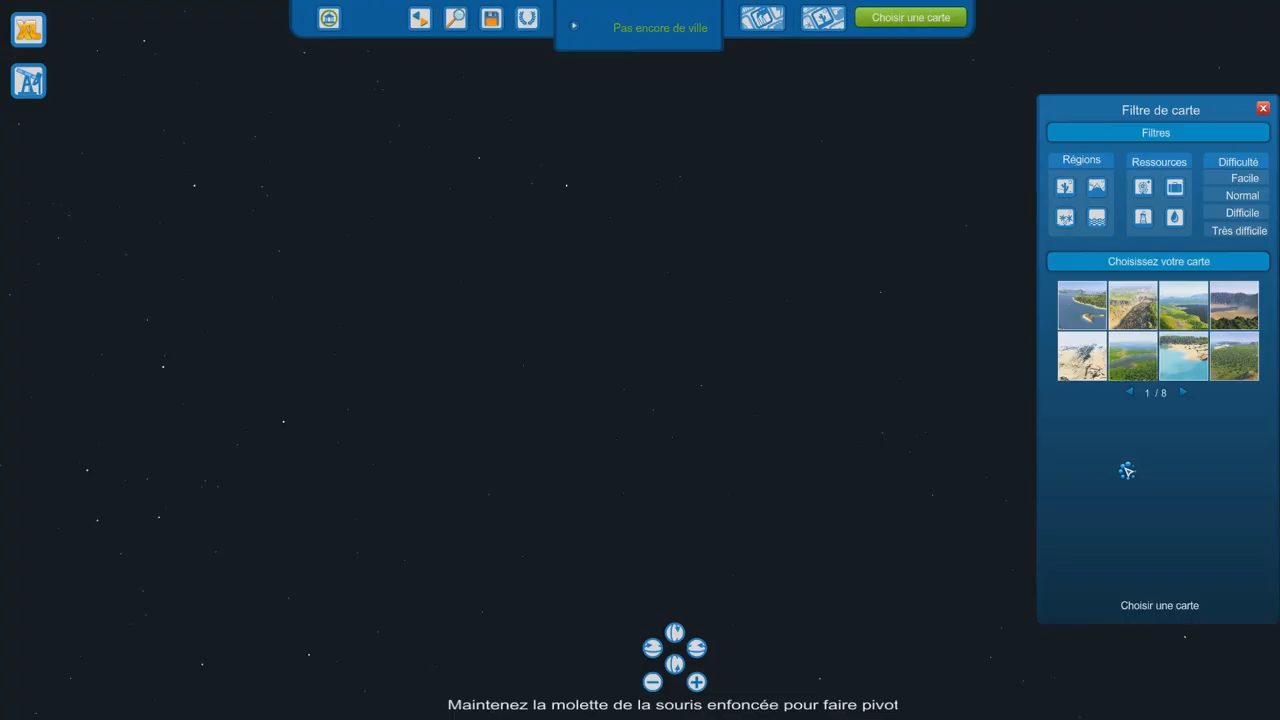 Pas encore de ville
Choisir une carte
Filtre de carte
Filtres
Régions
Ressources
Difficulté
Facile
Normal
Difficile
Très difficile
Choisissez votre carte
1 / 8
Choisir une carte
Maintenez la molette de la souris enfoncée pour faire pivot